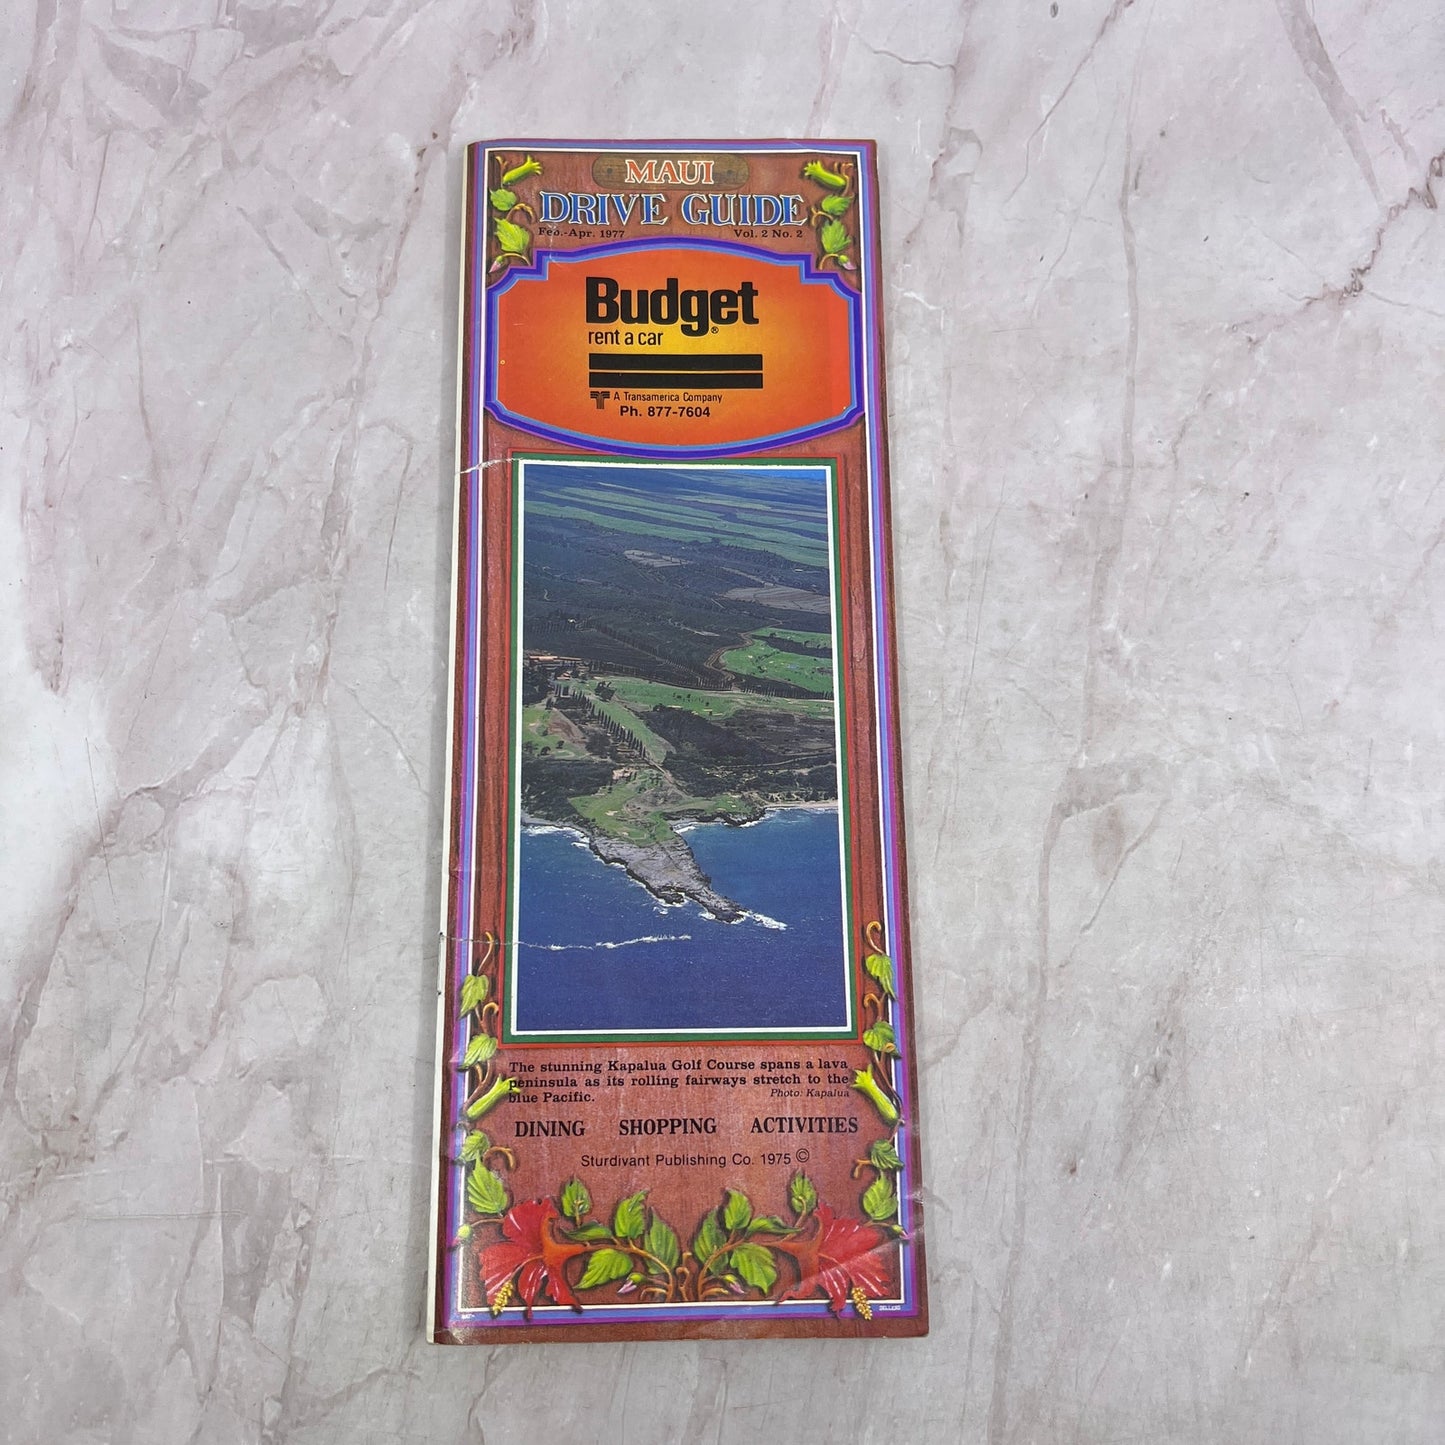 MAUI
DRIVE GUIDE
Feb.-Apr. 1977 Vol. 2 No. 2
Budget®
rent a car
A Transamerica Company
Ph. 877-7604
The stunning Kapalua Golf Course spans a lava
peninsula as its rolling fairways stretch to the
blue Pacific. Photo: Kapalua
DINING SHOPPING ACTIVITIES
Sturdivant Publishing Co. 1975 ©
SELLERS